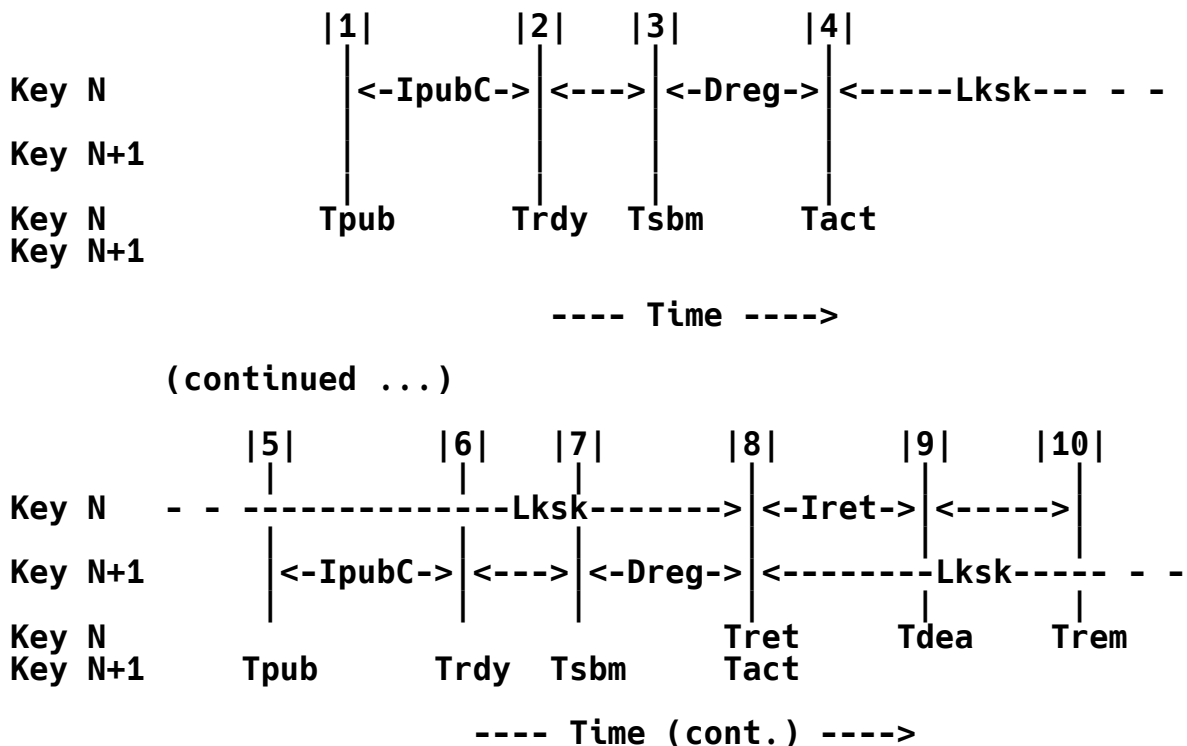 |1| |2| |3| |4|
Key N |<-IpubC->|<--->|<-Dreg->|<-----Lksk--- - -
Key N+1
Key N Tpub Trdy Tsbm Tact
Key N+1
---- Time ---->
(continued ...)
|5| |6| |7| |8| |9| |10|
Key N - - --------------Lksk------->|<-Iret->|<----->|
Key N+1 |<-IpubC->|<--->|<-Dreg->|<--------Lksk----- - -
Key N Tret Tdea Trem
Key N+1 Tpub Trdy Tsbm Tact
---- Time (cont.) ---->